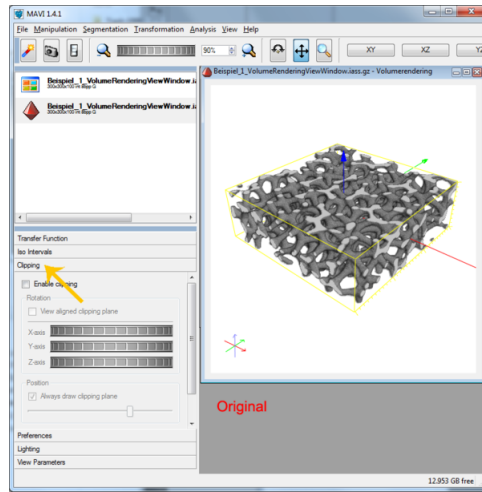 MAVI 1.4.1
File Manipulation Segmentation Transformation Analysis View Help
90% XY XZ YZ
Beispiel_1_VolumeRenderingViewWindow.iass.gz - Volumerendering
Beispiel_1_VolumeRenderingViewWindow.i
Beispiel_1_VolumeRenderingViewWindow.i
Transfer Function
Iso Intervals
Clipping
Enable clipping
Rotation
View aligned clipping plane
X-axis
Y-axis
Z-axis
Position
Always draw clipping plane
Original
Preferences
Lighting
View Parameters
12.953 GB free